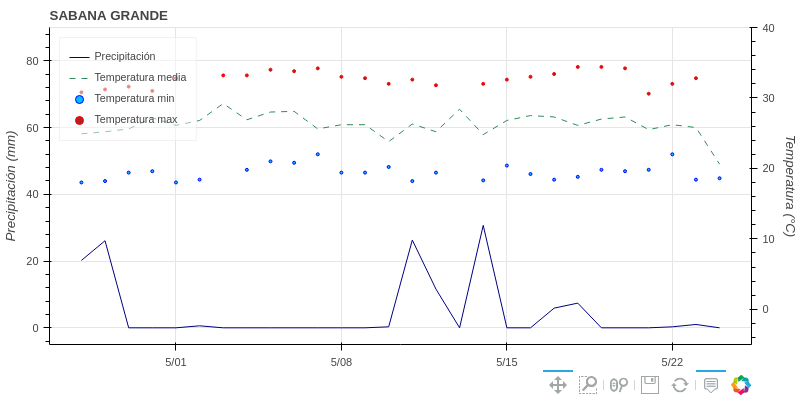 SABANA GRANDE
Precipitación
Temperatura media
Temperatura min
Temperatura max
Precipitación (mm)
80
60
40
20
0
Temperatura (°C)
40
30
20
10
0
5/01
5/08
5/15
5/22